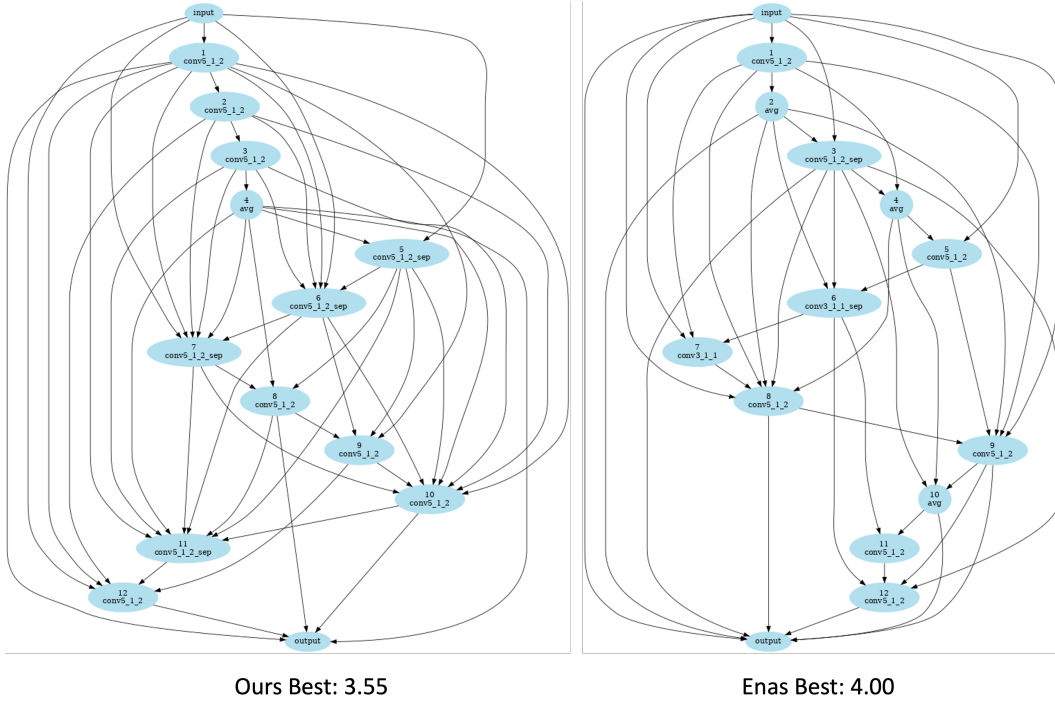 input
1
conv5_1_2
2
conv5_1_2
3
conv5_1_2
4
avg
5
conv5_1_2_sep
6
conv5_1_2_sep
7
conv5_1_2_sep
8
conv5_1_2
9
conv5_1_2
10
conv5_1_2
11
conv5_1_2_sep
12
conv5_1_2
output
Ours Best: 3.55
input
1
conv5_1_2
2
avg
3
conv5_1_2_sep
4
avg
5
conv5_1_2
6
conv3_1_1_sep
7
conv3_1_1
8
conv5_1_2
9
conv5_1_2
10
avg
11
conv5_1_2
12
conv5_1_2
output
Enas Best: 4.00